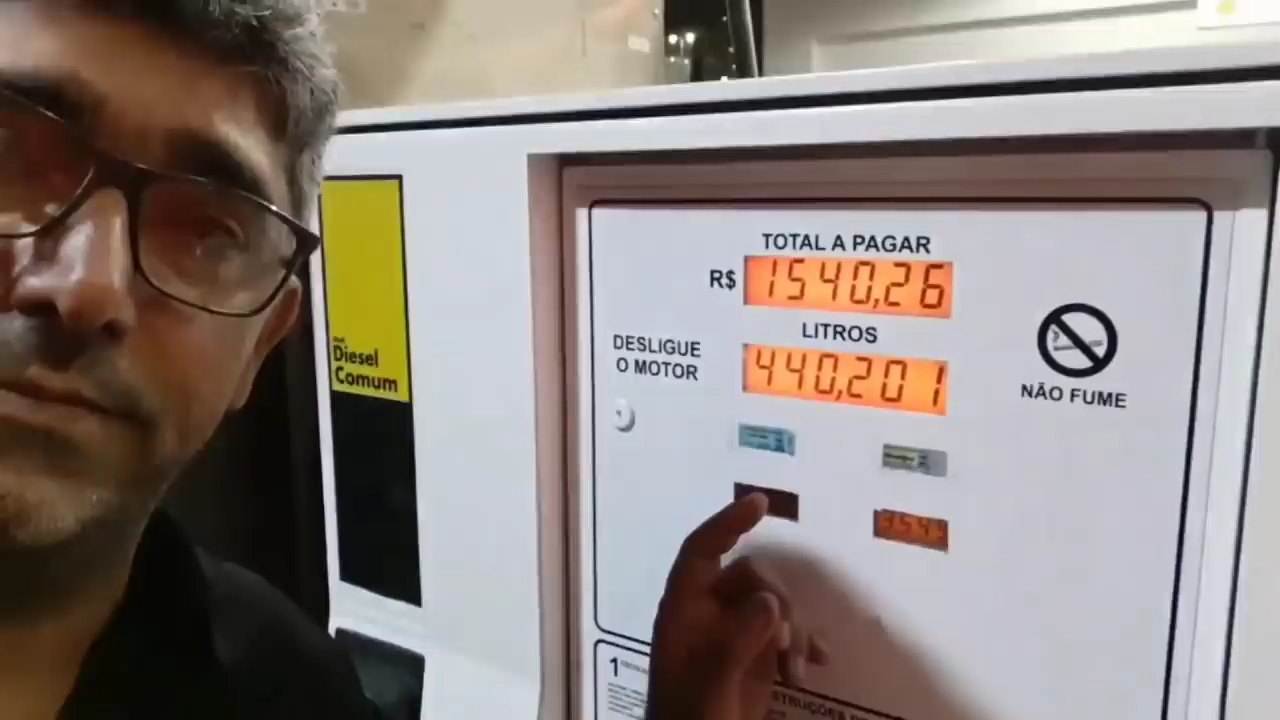 Diesel
Comum
TOTAL A PAGAR
R$ 1540,26
LITROS
440,201
DESLIGUE
O MOTOR
NÃO FUME
1